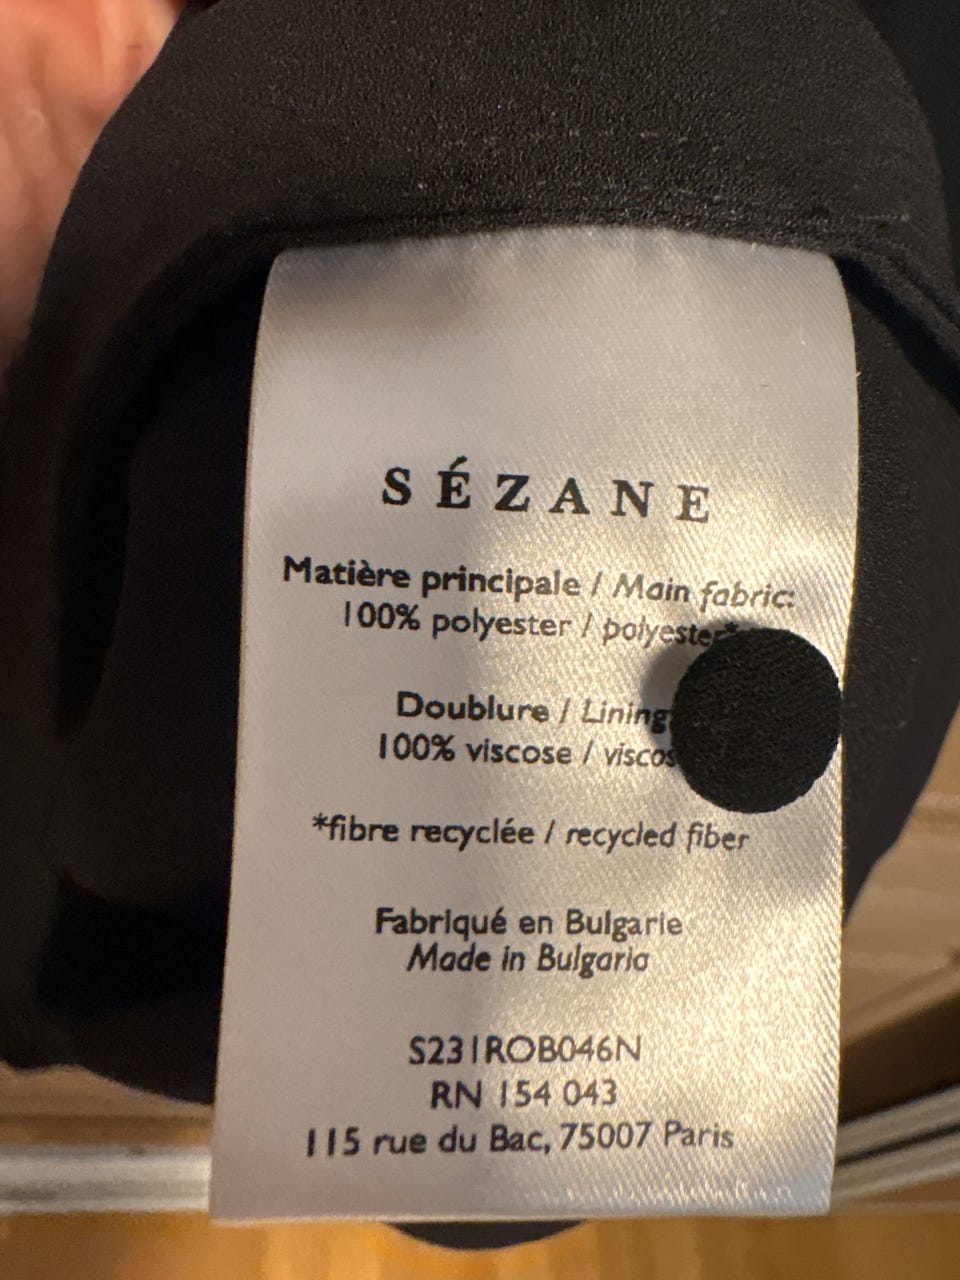 SÉZANE
Matière principale / Main fabric:
100% polyester / polyester*
Doublure / Lining
100% viscose
*fibre recyclée / recycled fiber
Fabriqué en Bulgarie
Made in Bulgaria
S231ROB046N
RN 154 043
115 rue du Bac, 75007 Paris